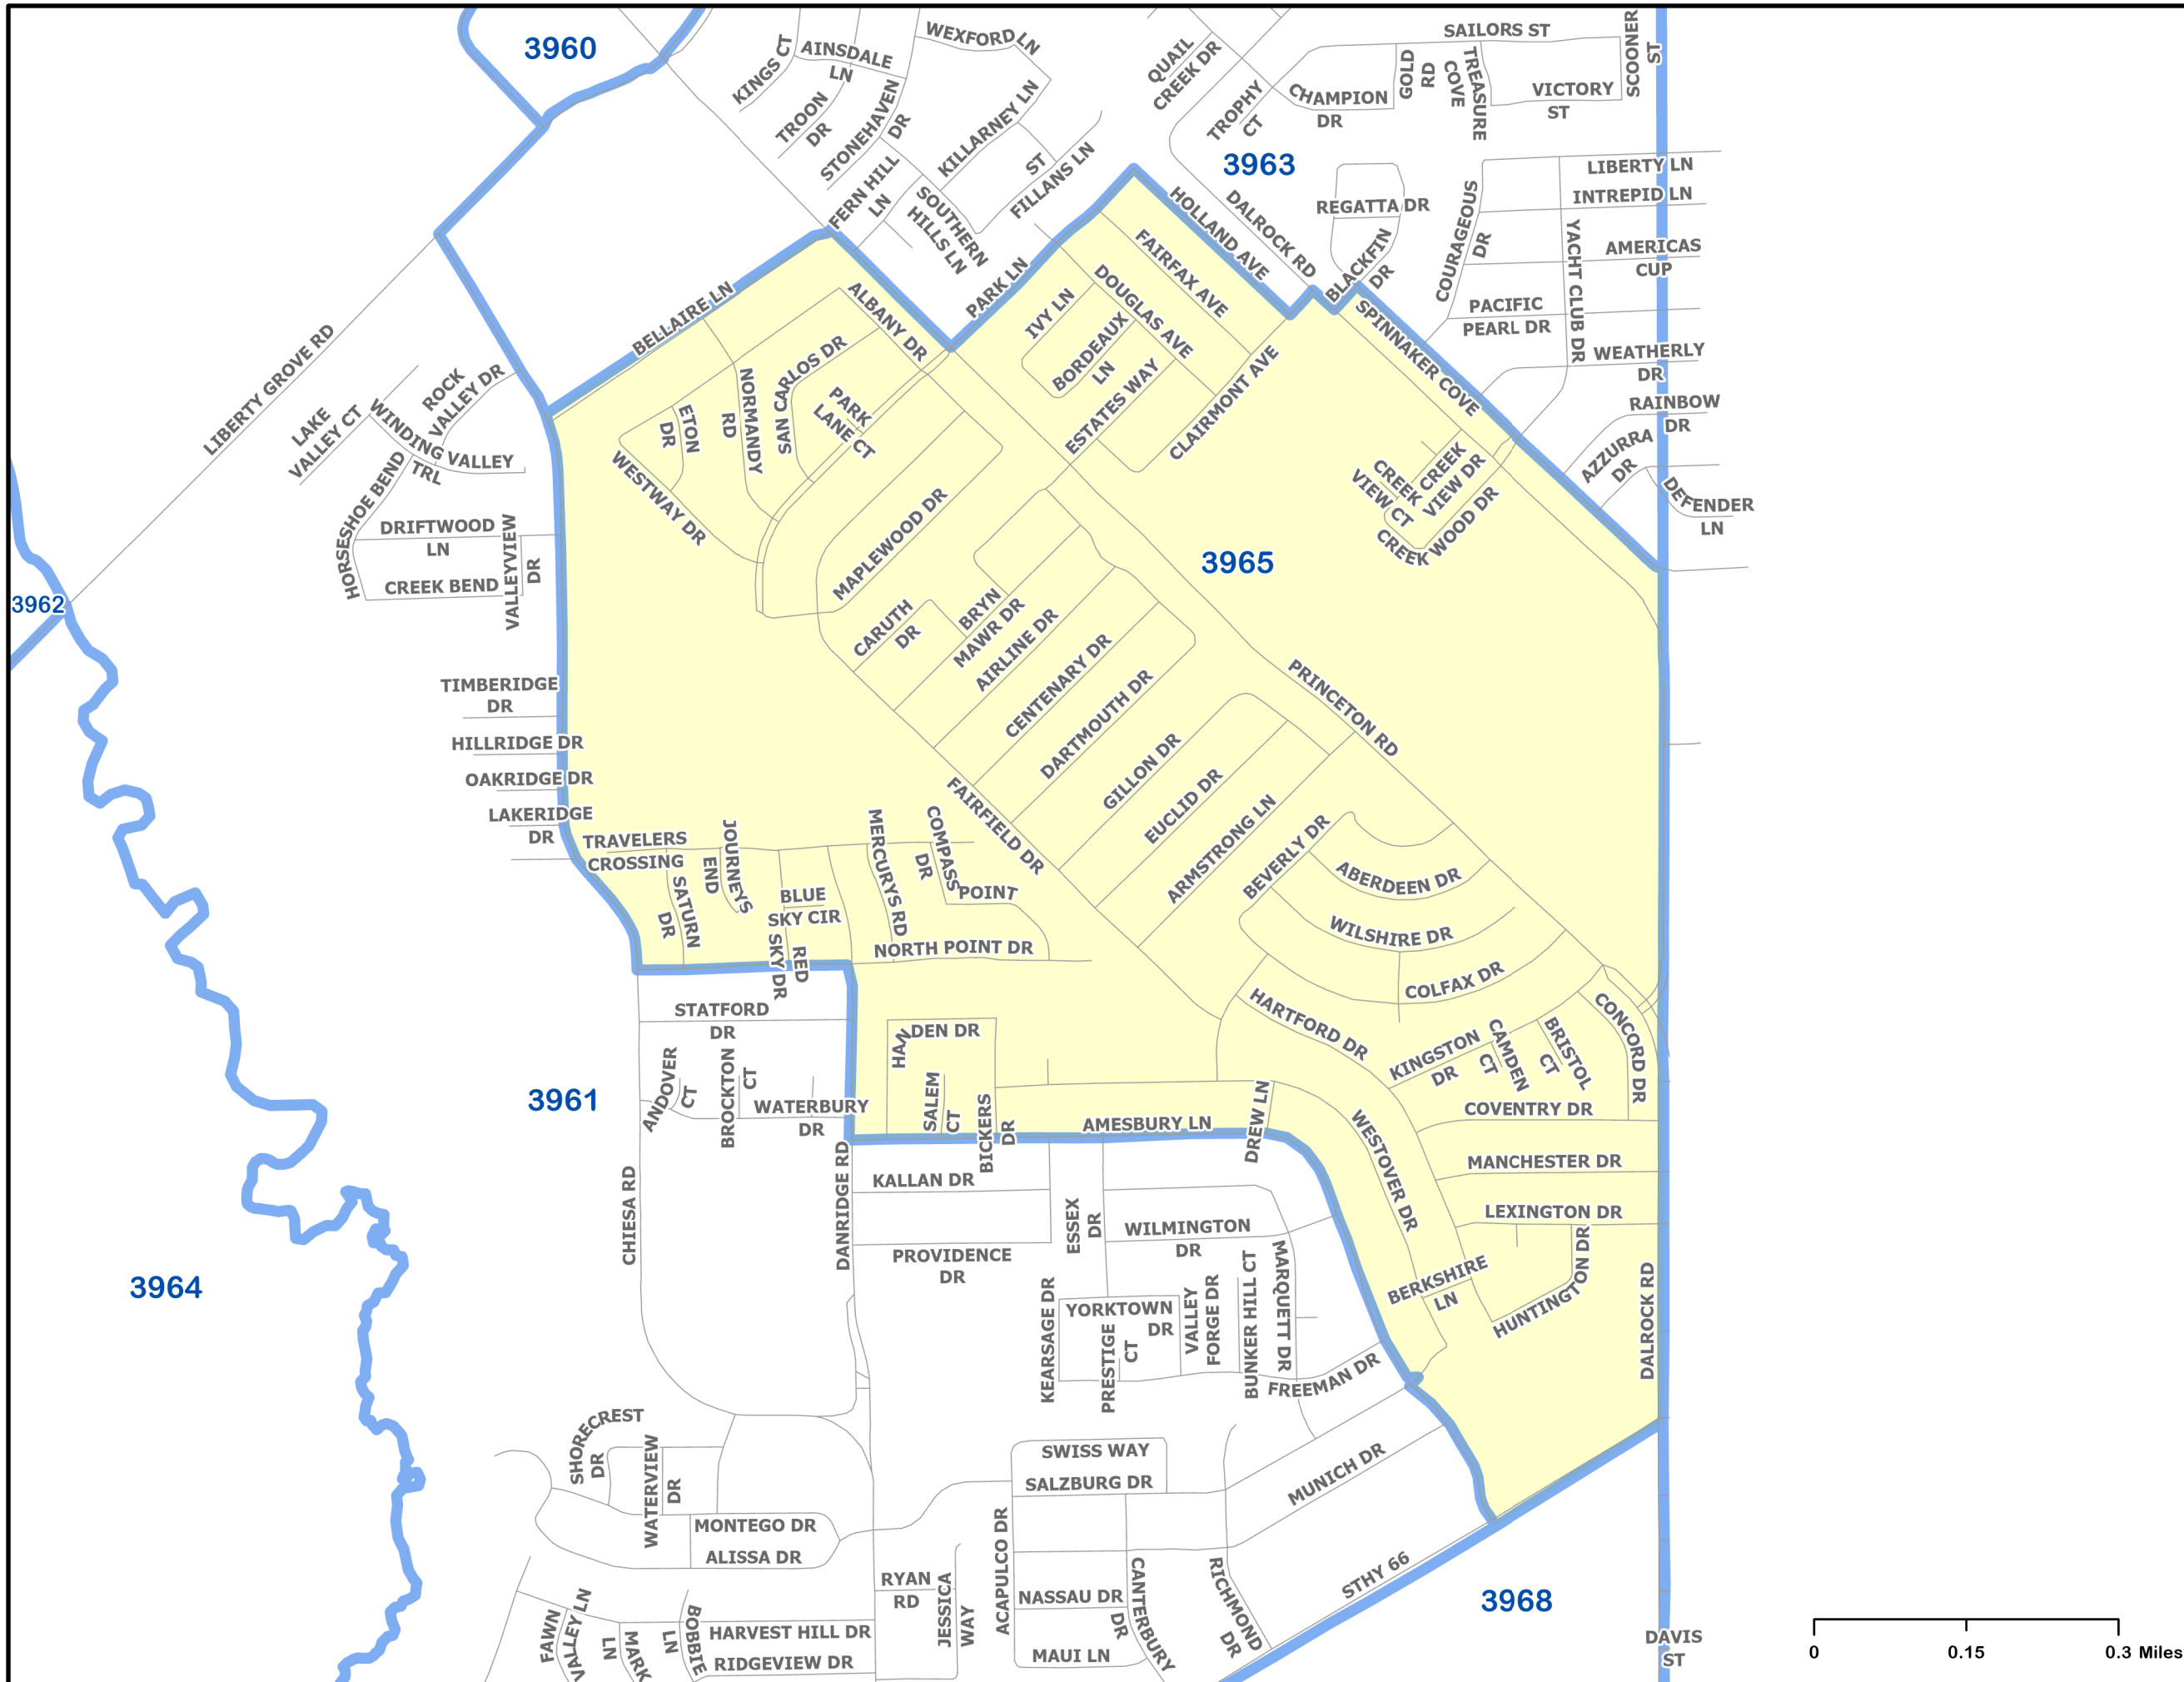 3960
KINGS CT
AINSDALE
LN
WEXFORD LN
TROON
DR
STONEHAVEN
DR
KILLARNEY LN
ST
FILLANS LN
FERN HILL
LN
SOUTHERN
HILLS LN
QUAIL
CREEK DR
TROPHY
CT
CHAMPION
DR
SAILORS ST
GOLD
RD
COVE
TREASURE
VICTORY
ST
SCOONER
ST
3963
LIBERTY LN
INTREPID LN
REGATTA DR
BLACKFIN
DR
COURAGEOUS
DR
YACHT CLUB DR
AMERICAS
CUP
PACIFIC
PEARL DR
WEATHERLY
DR
RAINBOW
DR
AZZURRA
DR
DEFENDER
LN
HOLLAND AVE
DALROCK RD
SPINNAKER COVE
PARK LN
BELLAIRE LN
ALBANY DR
FAIRFAX AVE
DOUGLAS AVE
IVY LN
BORDEAUX
LN
ESTATES WAY
CLAIRMONT AVE
LIBERTY GROVE RD
LAKE
VALLEY CT
ROCK
VALLEY DR
WINDING VALLEY
TRL
HORSESHOE BEND
DRIFTWOOD
LN
CREEK BEND
VALLEYVIEW
DR
ETON
DR
NORMANDY
RD
SAN CARLOS DR
PARK
LANE CT
WESTWAY DR
MAPLEWOOD DR
CREEK
VIEW CT
CREEK
VIEW DR
CREEK WOOD DR
3965
3962
CARUTH
DR
BRYN
MAWR DR
AIRLINE DR
CENTENARY DR
DARTMOUTH DR
PRINCETON RD
TIMBERIDGE
DR
HILLRIDGE DR
OAKRIDGE DR
LAKERIDGE
DR
GILLON DR
EUCLID DR
ARMSTRONG LN
FAIRFIELD DR
BEVERLY DR
ABERDEEN DR
WILSHIRE DR
COLFAX DR
TRAVELERS
CROSSING
SATURN
DR
JOURNEYS
END
BLUE
SKY CIR
RED
SKY DR
MERCURYS RD
COMPASS
DR
POINT
NORTH POINT DR
HARTFORD DR
KINGSTON
DR
CAMDEN
CT
BRISTOL
CT
CONCORD DR
STATFORD
DR
HAN
DEN DR
3961
ANDOVER
CT
BROCKTON
CT
WATERBURY
DR
SALEM
CT
BICKERS
DR
AMESBURY LN
DREW LN
COVENTRY DR
MANCHESTER DR
LEXINGTON DR
WESTOVER DR
BERKSHIRE
LN
HUNTINGTON DR
DALROCK RD
CHIESA RD
DANRIDGE RD
KALLAN DR
PROVIDENCE
DR
ESSEX
DR
WILMINGTON
DR
3964
KEARSAGE DR
YORKTOWN
DR
PRESTIGE
CT
VALLEY
FORGE DR
BUNKER HILL CT
MARQUETT DR
FREEMAN DR
SHORECREST
DR
WATERVIEW
DR
MONTEGO DR
ALISSA DR
SWISS WAY
SALZBURG DR
MUNICH DR
ACAPULCO DR
RYAN
RD
JESSICA
WAY
NASSAU DR
MAUI LN
CANTERBURY
DR
RICHMOND
DR
STHY 66
3968
FAWN
VALLEY LN
MARK
LN
BOBBIE
LN
HARVEST HILL DR
RIDGEVIEW DR
DAVIS
ST
0 0.15 0.3 Miles